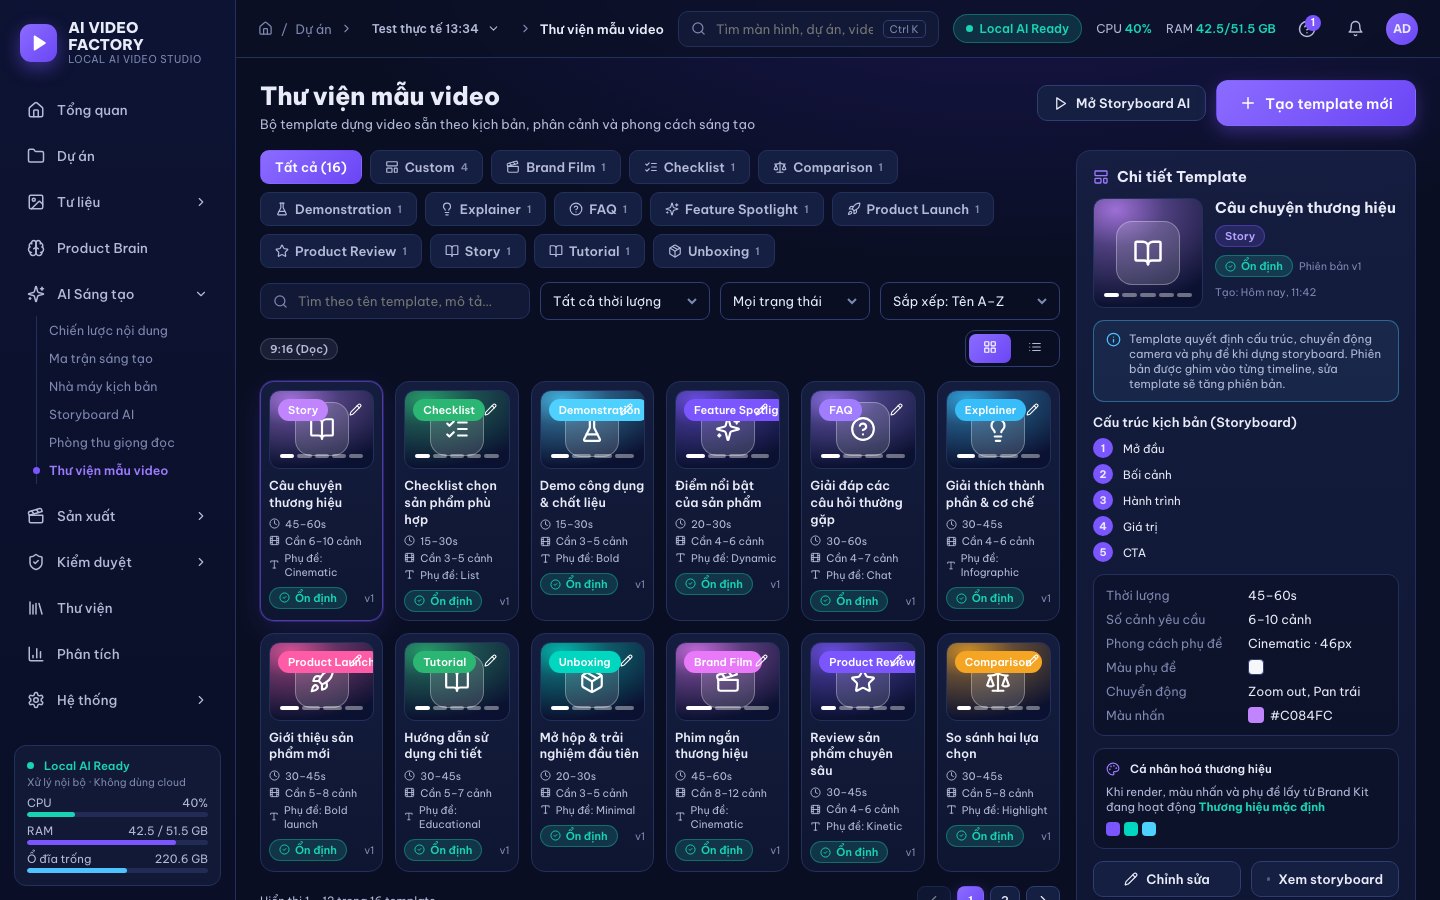 AI VIDEO
FACTORY
LOCAL AI VIDEO STUDIO
Tổng quan
Dự án
Tư liệu
Product Brain
AI Sáng tạo
Chiến lược nội dung
Ma trận sáng tạo
Nhà máy kịch bản
Storyboard AI
Phòng thu giọng đọc
Thư viện mẫu video
Sản xuất
Kiểm duyệt
Thư viện
Phân tích
Hệ thống
Local AI Ready
Xử lý nội bộ · Không dùng cloud
CPU 40%
RAM 42.5 / 51.5 GB
Ổ đĩa trống 220.6 GB
/ Dự án > Test thực tế 13:34 > Thư viện mẫu video
Tìm màn hình, dự án, vide Ctrl K
Local AI Ready
CPU 40% RAM 42.5/51.5 GB
1
AD
Thư viện mẫu video
Bộ template dựng video sẵn theo kịch bản, phân cảnh và phong cách sáng tạo
Mở Storyboard AI
Tạo template mới
Tất cả (16) Custom 4 Brand Film 1 Checklist 1 Comparison 1
Demonstration 1 Explainer 1 FAQ 1 Feature Spotlight 1 Product Launch 1
Product Review 1 Story 1 Tutorial 1 Unboxing 1
Tìm theo tên template, mô tả... Tất cả thời lượng Mọi trạng thái Sắp xếp: Tên A–Z
9:16 (Dọc)
Story
Câu chuyện
thương hiệu
45–60s
Cần 6–10 cảnh
Phụ đề:
Cinematic
Ổn định v1
Checklist
Checklist chọn
sản phẩm phù
hợp
15–30s
Cần 3–5 cảnh
Phụ đề: List
Ổn định v1
Demonstration
Demo công dụng
& chất liệu
15–30s
Cần 3–5 cảnh
Phụ đề: Bold
Ổn định v1
Feature Spotlig
Điểm nổi bật
của sản phẩm
20–30s
Cần 4–6 cảnh
Phụ đề: Dynamic
Ổn định v1
FAQ
Giải đáp các
câu hỏi thường
gặp
30–60s
Cần 4–7 cảnh
Phụ đề: Chat
Ổn định v1
Explainer
Giải thích thành
phần & cơ chế
30–45s
Cần 4–6 cảnh
Phụ đề:
Infographic
Ổn định v1
Product Launch
Giới thiệu sản
phẩm mới
30–45s
Cần 5–8 cảnh
Phụ đề: Bold
launch
Ổn định v1
Tutorial
Hướng dẫn sử
dụng chi tiết
30–45s
Cần 5–7 cảnh
Phụ đề:
Educational
Ổn định v1
Unboxing
Mở hộp & trải
nghiệm đầu tiên
20–30s
Cần 3–5 cảnh
Phụ đề: Minimal
Ổn định v1
Brand Film
Phim ngắn
thương hiệu
45–60s
Cần 8–12 cảnh
Phụ đề:
Cinematic
Ổn định v1
Product Review
Review sản
phẩm chuyên
sâu
30–45s
Cần 4–6 cảnh
Phụ đề: Kinetic
Ổn định v1
Comparison
So sánh hai lựa
chọn
30–45s
Cần 5–8 cảnh
Phụ đề: Highlight
Ổn định v1
Hiển thị 1 – 12 trong 16 template
1 2
Chi tiết Template
Câu chuyện thương hiệu
Story
Ổn định Phiên bản v1
Tạo: Hôm nay, 11:42
Template quyết định cấu trúc, chuyển động
camera và phụ đề khi dựng storyboard. Phiên
bản được ghim vào từng timeline, sửa
template sẽ tăng phiên bản.
Cấu trúc kịch bản (Storyboard)
1 Mở đầu
2 Bối cảnh
3 Hành trình
4 Giá trị
5 CTA
Thời lượng 45–60s
Số cảnh yêu cầu 6–10 cảnh
Phong cách phụ đề Cinematic · 46px
Màu phụ đề
Chuyển động Zoom out, Pan trái
Màu nhấn #C084FC
Cá nhân hoá thương hiệu
Khi render, màu nhấn và phụ đề lấy từ Brand Kit
đang hoạt động Thương hiệu mặc định
Chỉnh sửa
Xem storyboard